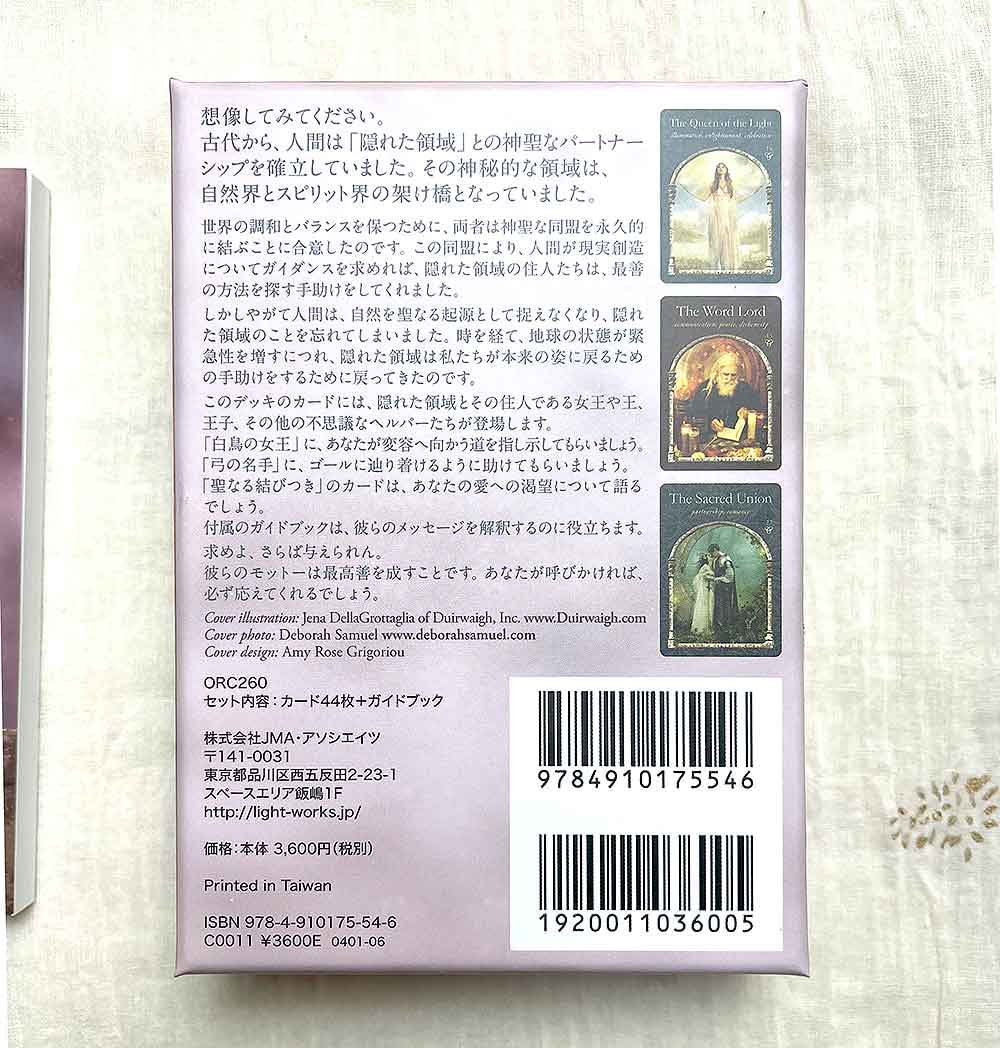 想像してみてください。
古代から、人間は「隠れた領域」との神聖なパートナー
シップを確立していました。その神秘的な領域は、
自然界とスピリット界の架け橋となっていました。
世界の調和とバランスを保つために、両者は神聖な同盟を永久的
に結ぶことに合意したのです。この同盟により、人間が現実創造
についてガイダンスを求めれば、隠れた領域の住人たちは、最善
の方法を探す手助けをしてくれました。
しかしやがて人間は、自然を聖なる起源として捉えなくなり、隠れ
た領域のことを忘れてしまいました。時を経て、地球の状態が緊
急性を増すにつれ、隠れた領域は私たちが本来の姿に戻るため
の手助けをするために戻ってきたのです。
このデッキのカードには、隠れた領域とその住人である女王や王、
王子、その他の不思議なヘルパーたちが登場します。
「白鳥の女王」に、あなたが変容へ向かう道を指し示してもらいましょう。
「弓の名手」に、ゴールに辿り着けるように助けてもらいましょう。
「聖なる結びつき」のカードは、あなたの愛への渇望について語る
でしょう。
付属のガイドブックは、彼らのメッセージを解釈するのに役立ちます。
求めよ、さらば与えられん。
彼らのモットーは最高善を成すことです。あなたが呼びかければ、
必ず応えてくれるでしょう。
Cover illustration: Jena DellaGrottaglia of Duirwaigh, Inc. www.Duirwaigh.com
Cover photo: Deborah Samuel www.deborahsamuel.com
Cover design: Amy Rose Grigoriou
ORC260
セット内容：カード44枚＋ガイドブック
株式会社JMA・アソシエイツ
〒141-0031
東京都品川区西五反田2-23-1
スペースエリア飯嶋1F
http://light-works.jp/
価格：本体 3,600円（税別）
Printed in Taiwan
ISBN 978-4-910175-54-6
C0011 ¥3600E 0401-06
The Queen of the Light
illumination, enlightenment, celebration
The Word Lord
communication, power, dishonesty
The Sacred Union
partnership, romance
9784910175546
1920011036005